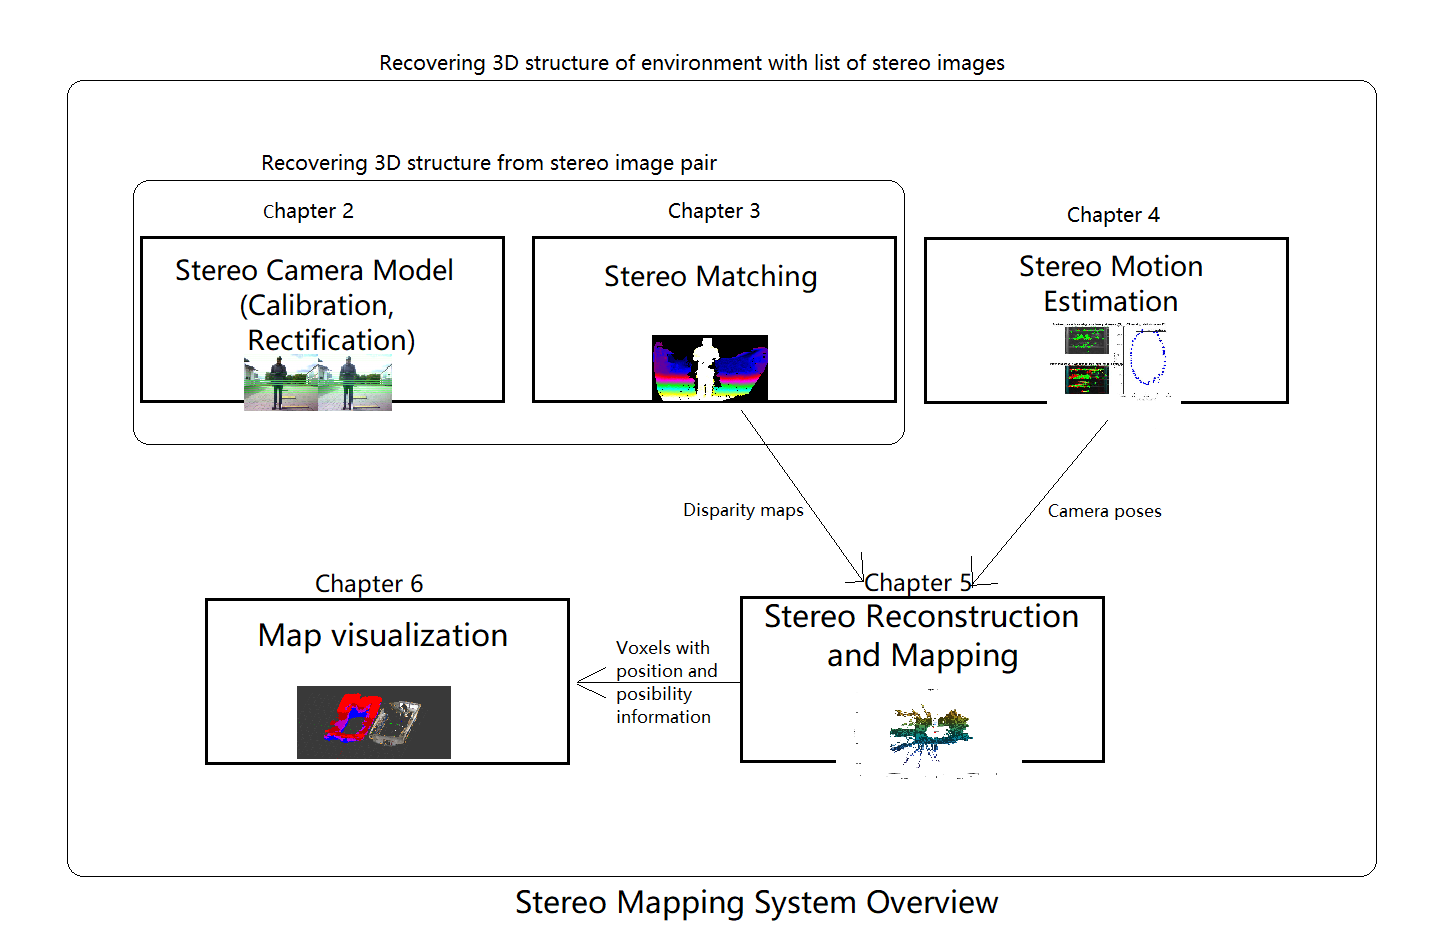 Recovering 3D structure of environment with list of stereo images
Recovering 3D structure from stereo image pair
Chapter 2
Chapter 3
Chapter 4
Stereo Camera Model
(Calibration,
Rectification)
Stereo Matching
Stereo Motion
Estimation
Disparity maps
Camera poses
Chapter 6
Chapter 5
Map visualization
Voxels with
position and
posibility
information
Stereo Reconstruction
and Mapping
Stereo Mapping System Overview